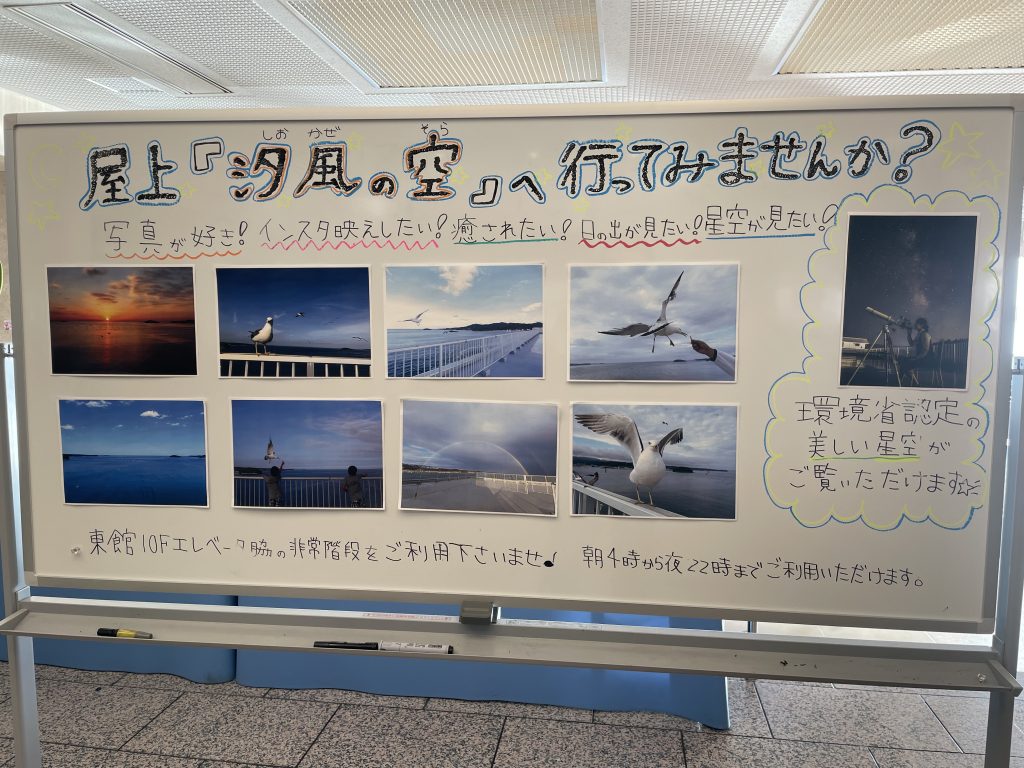 しお かぜ そら
屋上『汐風の空』へ行ってみませんか?
写真が好き! インスタ映えしたい! 癒されたい! 日の出が見たい! 星空が見たい!
環境省認定の
美しい星空が
ご覧いただけます
東館10Fエレベータ脇の非常階段をご利用下さいませ♪ 朝4時から夜22時までご利用いただけます。